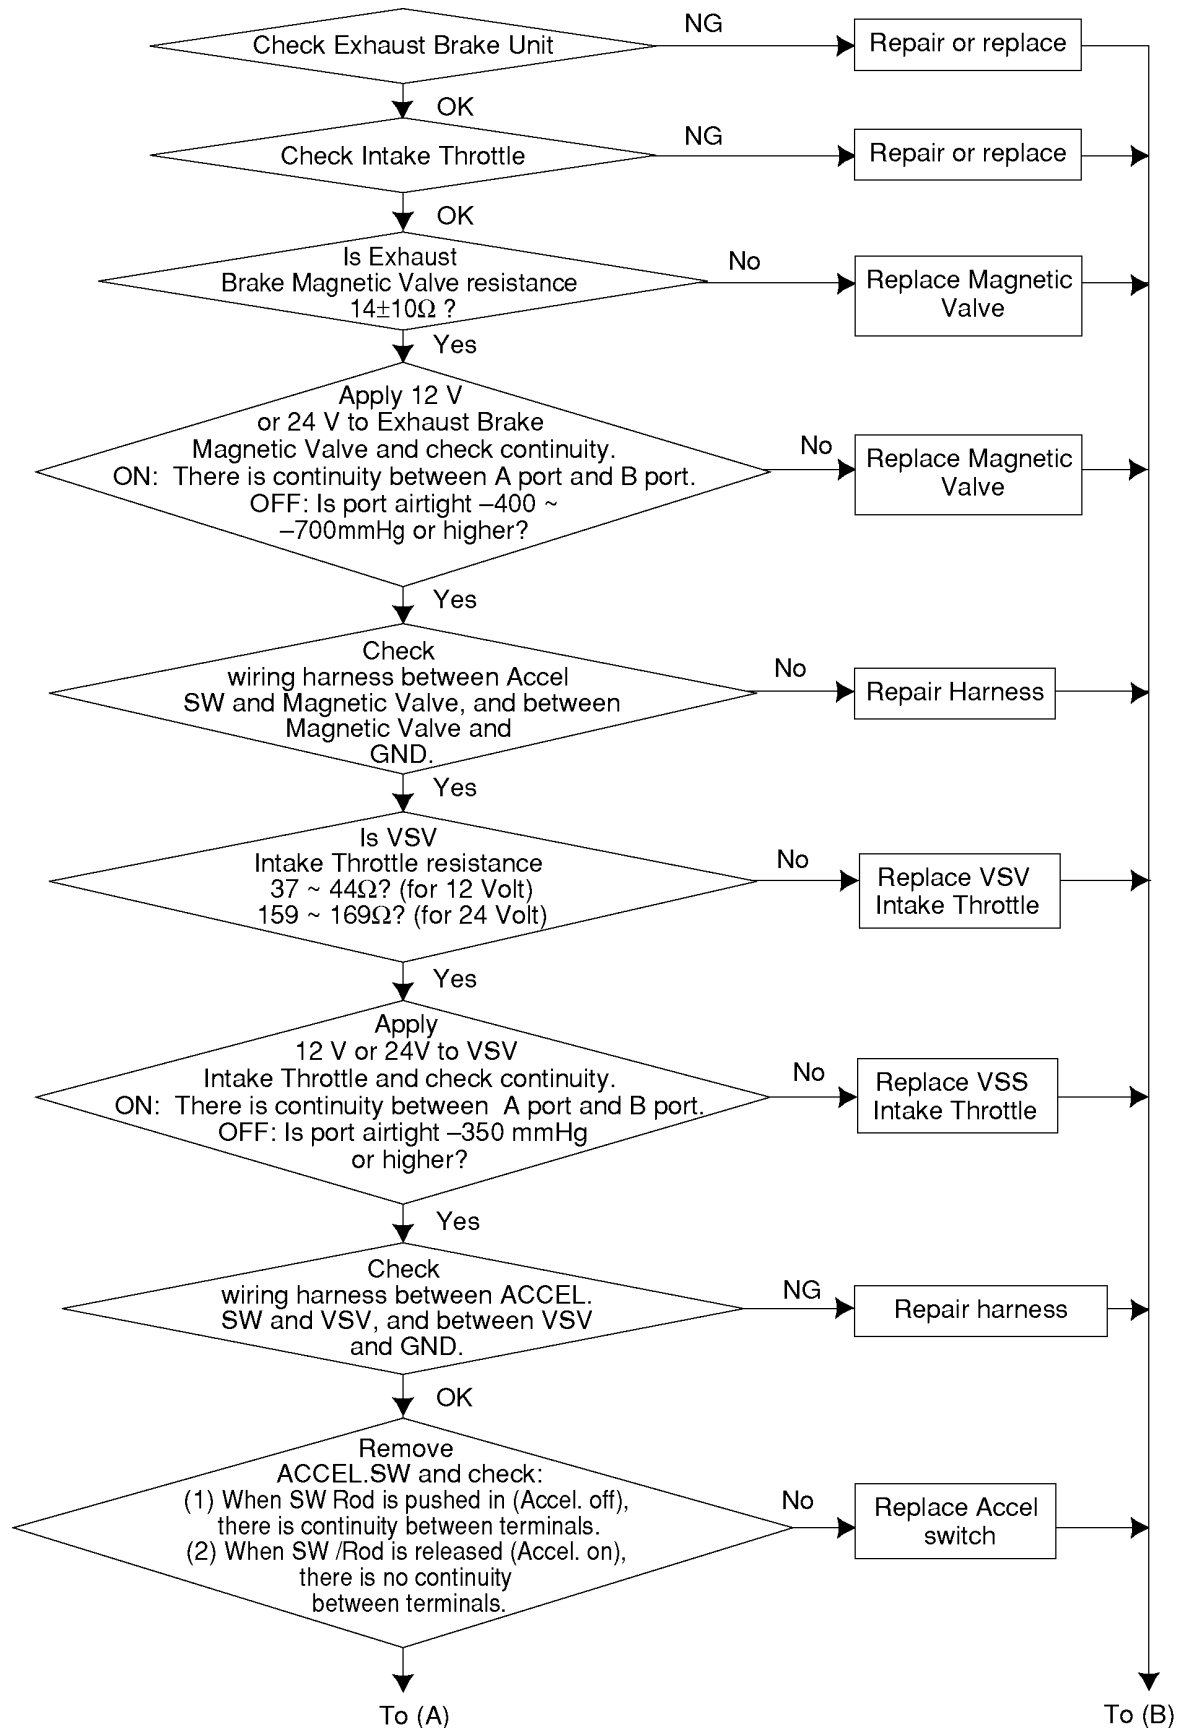 Check Exhaust Brake Unit
NG
Repair or replace
OK
Check Intake Throttle
NG
Repair or replace
OK
Is Exhaust
Brake Magnetic Valve resistance
14±10Ω ?
No
Replace Magnetic
Valve
Yes
Apply 12 V
or 24 V to Exhaust Brake
Magnetic Valve and check continuity.
ON: There is continuity between A port and B port.
OFF: Is port airtight –400 ~
–700mmHg or higher?
No
Replace Magnetic
Valve
Yes
Check
wiring harness between Accel
SW and Magnetic Valve, and between
Magnetic Valve and
GND.
No
Repair Harness
Yes
Is VSV
Intake Throttle resistance
37 ~ 44Ω? (for 12 Volt)
159 ~ 169Ω? (for 24 Volt)
No
Replace VSV
Intake Throttle
Yes
Apply
12 V or 24V to VSV
Intake Throttle and check continuity.
ON: There is continuity between A port and B port.
OFF: Is port airtight –350 mmHg
or higher?
No
Replace VSS
Intake Throttle
Yes
Check
wiring harness between ACCEL.
SW and VSV, and between VSV
and GND.
NG
Repair harness
OK
Remove
ACCEL.SW and check:
(1) When SW Rod is pushed in (Accel. off),
there is continuity between terminals.
(2) When SW /Rod is released (Accel. on),
there is no continuity
between terminals.
No
Replace Accel
switch
To (A)
To (B)